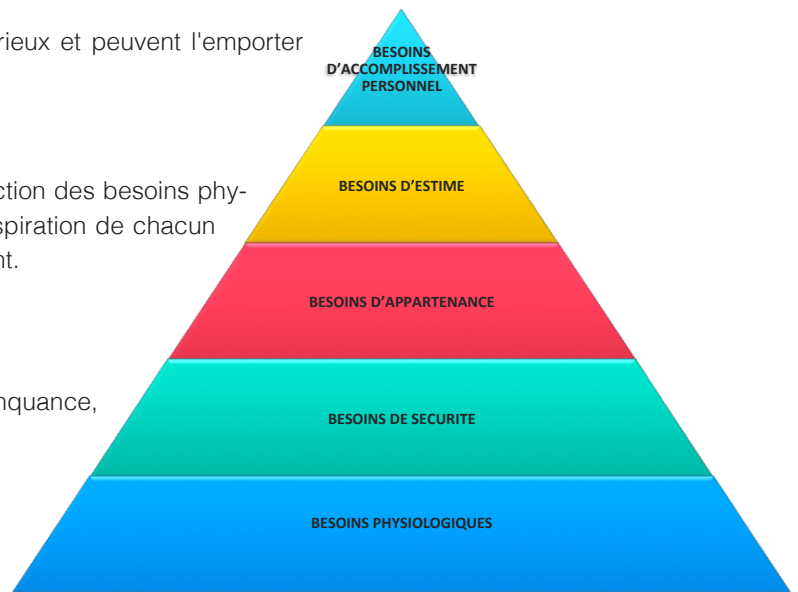 rieux et peuvent l'emporter
BESOINS
D'ACCOMPLISSEMENT
PERSONNEL
ction des besoins phy-
spiration de chacun
nt.
BESOINS D'ESTIME
BESOINS D'APPARTENANCE
nquance,
BESOINS DE SECURITE
BESOINS PHYSIOLOGIQUES